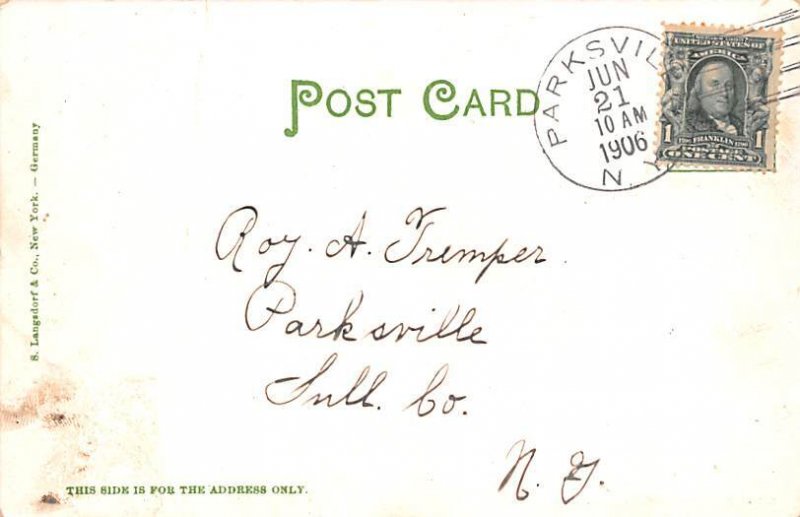 POST CARD
PARKSVILLE
JUN
21
10 AM
1906
N. Y.
UNITED STATES OF
AMERICA
1 FRANKLIN 1
POSTAGE
ONE CENT
S. Langsdorf & Co., New York. — Germany
Roy. A. Tremper
Parksville
Sull. Co.
N. Y.
THIS SIDE IS FOR THE ADDRESS ONLY.